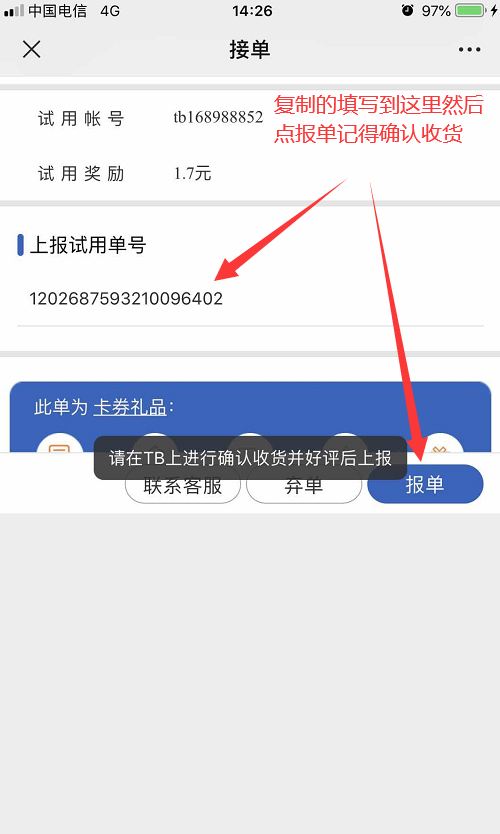 中国电信 4G 14:26 97%
接单
试用帐号 tb168988852
复制的填写到这里然后
点报单记得确认收货
试用奖励 1.7元
上报试用单号
1202687593210096402
此单为 卡券礼品:
请在TB上进行确认收货并好评后上报
联系客服 弃单 报单